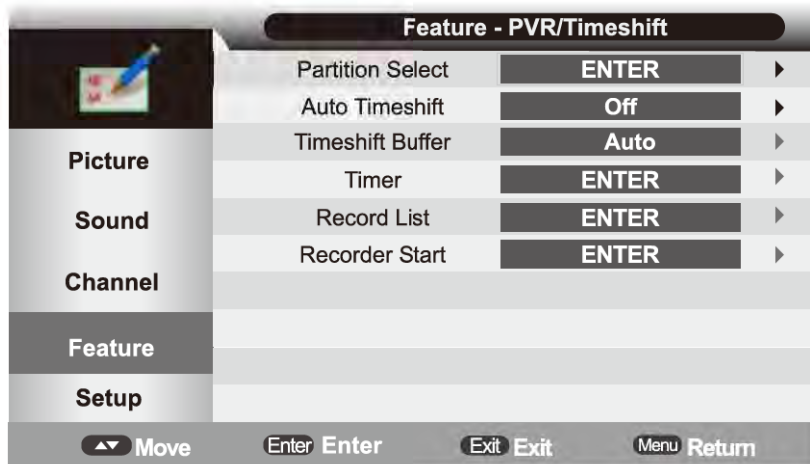 Feature - PVR/Timeshift
Partition Select ENTER
Auto Timeshift Off
Timeshift Buffer Auto
Timer ENTER
Record List ENTER
Recorder Start ENTER
Picture
Sound
Channel
Feature
Setup
Move Enter Enter Exit Exit Menu Return